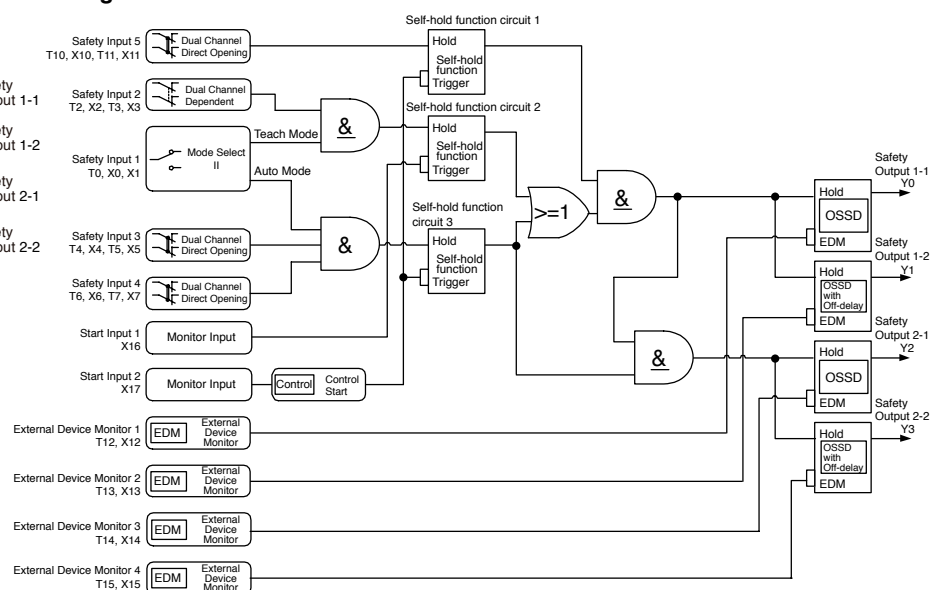 Self-hold function circuit 1
Safety Input 5
T10, X10, T11, X11
Dual Channel
Direct Opening
Hold
Self-hold
function
Trigger
Safety Input 2
T2, X2, T3, X3
Dual Channel
Dependent
&
Self-hold function circuit 2
Hold
Self-hold
function
Trigger
Safety Input 1
T0, X0, X1
Mode Select
II
Teach Mode
Auto Mode
Safety Input 3
T4, X4, T5, X5
Dual Channel
Direct Opening
&
Self-hold function
circuit 3
Hold
Self-hold
function
Trigger
Safety Input 4
T6, X6, T7, X7
Dual Channel
Direct Opening
>=1
&
&
Start Input 1
X16
Monitor Input
Start Input 2
X17
Monitor Input
Control
Control
Start
External Device Monitor 1
T12, X12
EDM
External
Device
Monitor
External Device Monitor 2
T13, X13
EDM
External
Device
Monitor
External Device Monitor 3
T14, X14
EDM
External
Device
Monitor
External Device Monitor 4
T15, X15
EDM
External
Device
Monitor
Safety
Output 1-1
Y0
Hold
OSSD
EDM
Safety
Output 1-2
Y1
Hold
OSSD
with
Off-delay
EDM
Safety
Output 2-1
Y2
Hold
OSSD
EDM
Safety
Output 2-2
Y3
Hold
OSSD
with
Off-delay
EDM
1-1
1-2
2-1
2-2